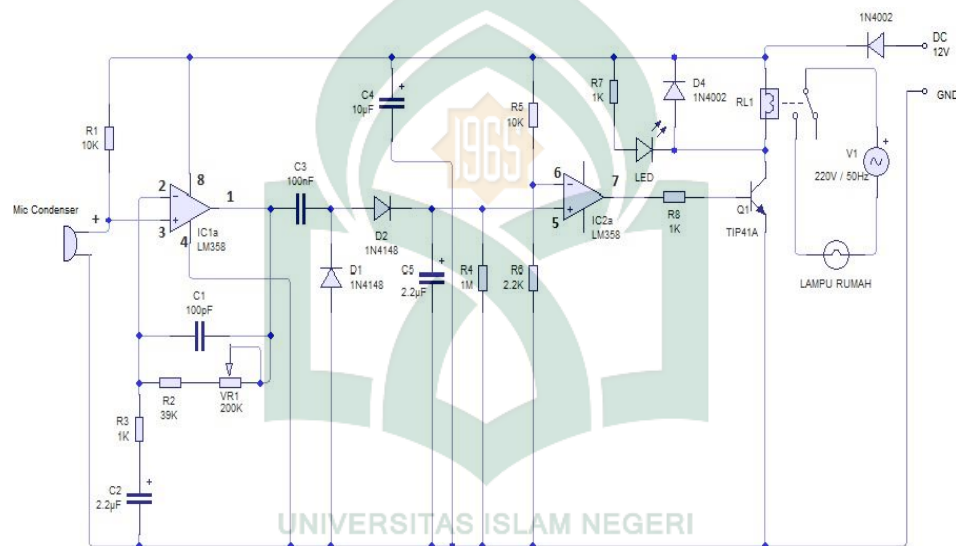 1N4002
DC
12V
GND
R1
10K
Mic Condenser
+
2
3
8
4
1
IC1a
LM358
C3
100nF
D2
1N4148
D1
1N4148
C4
10µF
+
C5
2.2µF
+
R4
1M
R5
10K
R6
2.2K
6
5
7
IC2a
LM358
R7
1K
LED
D4
1N4002
R8
1K
Q1
TIP41A
RL1
V1
220V / 50Hz
+
LAMPU RUMAH
C1
100pF
R2
39K
VR1
200K
R3
1K
C2
2.2µF
+
1965
UNIVERSITAS ISLAM NEGERI